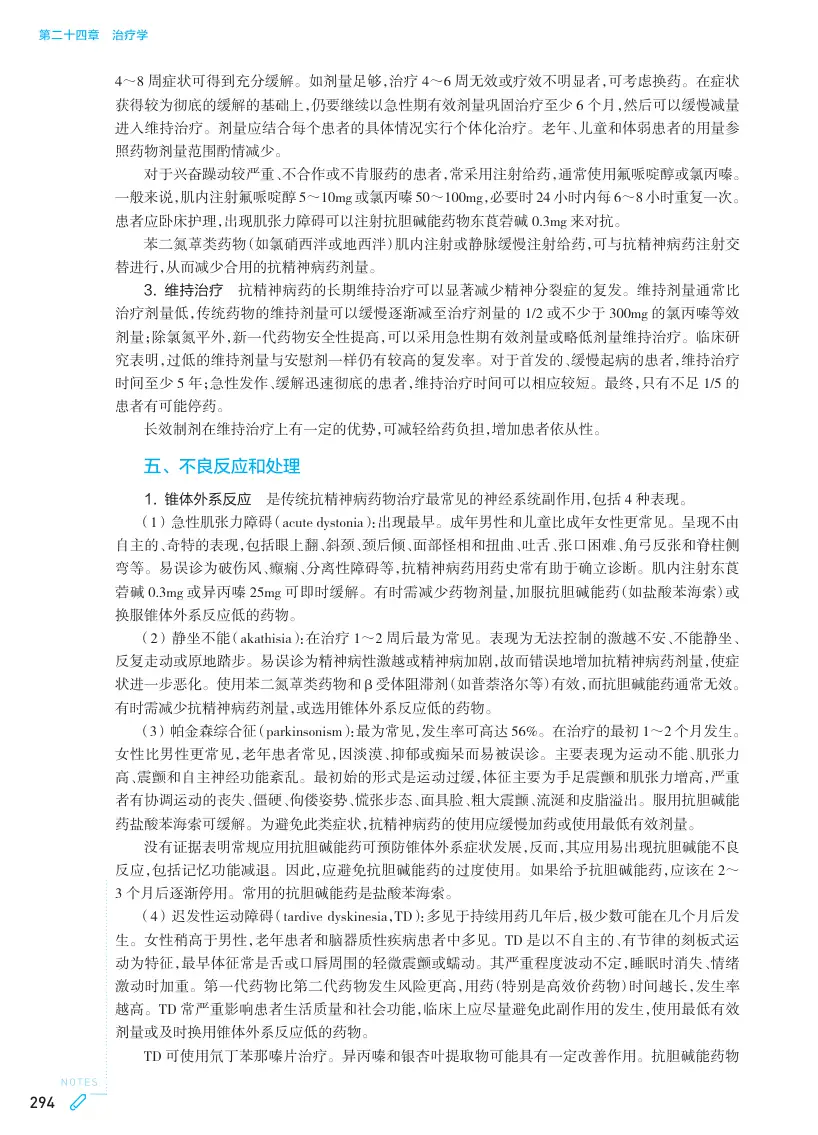 第二十四章　治疗学
4～8 周症状可得到充分缓解。如剂量足够,治疗 4～6 周无效或疗效不明显者,可考虑换药。在症状
获得较为彻底的缓解的基础上,仍要继续以急性期有效剂量巩固治疗至少 6 个月,然后可以缓慢减量
进入维持治疗。剂量应结合每个患者的具体情况实行个体化治疗。老年、儿童和体弱患者的用量参
照药物剂量范围酌情减少。
对于兴奋躁动较严重、不合作或不肯服药的患者,常采用注射给药,通常使用氟哌啶醇或氯丙嗪。
一般来说,肌内注射氟哌啶醇 5～10mg 或氯丙嗪 50～100mg,必要时 24 小时内每 6～8 小时重复一次。
患者应卧床护理,出现肌张力障碍可以注射抗胆碱能药物东莨菪碱 0.3mg 来对抗。
苯二氮䓬类药物(如氯硝西泮或地西泮)肌内注射或静脉缓慢注射给药,可与抗精神病药注射交
替进行,从而减少合用的抗精神病药剂量。
3. 维持治疗　抗精神病药的长期维持治疗可以显著减少精神分裂症的复发。维持剂量通常比
治疗剂量低,传统药物的维持剂量可以缓慢逐渐减至治疗剂量的 1/2 或不少于 300mg 的氯丙嗪等效
剂量;除氯氮平外,新一代药物安全性提高,可以采用急性期有效剂量或略低剂量维持治疗。临床研
究表明,过低的维持剂量与安慰剂一样仍有较高的复发率。对于首发的、缓慢起病的患者,维持治疗
时间至少 5 年;急性发作、缓解迅速彻底的患者,维持治疗时间可以相应较短。最终,只有不足 1/5 的
患者有可能停药。
长效制剂在维持治疗上有一定的优势,可减轻给药负担,增加患者依从性。
五、不良反应和处理
1. 锥体外系反应　是传统抗精神病药物治疗最常见的神经系统副作用,包括 4 种表现。
(1)急性肌张力障碍(acute dystonia):出现最早。成年男性和儿童比成年女性更常见。呈现不由
自主的、奇特的表现,包括眼上翻、斜颈、颈后倾、面部怪相和扭曲、吐舌、张口困难、角弓反张和脊柱侧
弯等。易误诊为破伤风、癫痫、分离性障碍等,抗精神病药用药史常有助于确立诊断。肌内注射东莨
菪碱 0.3mg 或异丙嗪 25mg 可即时缓解。有时需减少药物剂量,加服抗胆碱能药(如盐酸苯海索)或
换服锥体外系反应低的药物。
(2)静坐不能(akathisia):在治疗 1～2 周后最为常见。表现为无法控制的激越不安、不能静坐、
反复走动或原地踏步。易误诊为精神病性激越或精神病加剧,故而错误地增加抗精神病药剂量,使症
状进一步恶化。使用苯二氮䓬类药物和 β 受体阻滞剂(如普萘洛尔等)有效,而抗胆碱能药通常无效。
有时需减少抗精神病药剂量,或选用锥体外系反应低的药物。
(3)帕金森综合征(parkinsonism):最为常见,发生率可高达 56%。在治疗的最初 1～2 个月发生。
女性比男性更常见,老年患者常见,因淡漠、抑郁或痴呆而易被误诊。主要表现为运动不能、肌张力
高、震颤和自主神经功能紊乱。最初始的形式是运动过缓,体征主要为手足震颤和肌张力增高,严重
者有协调运动的丧失、僵硬、佝偻姿势、慌张步态、面具脸、粗大震颤、流涎和皮脂溢出。服用抗胆碱能
药盐酸苯海索可缓解。为避免此类症状,抗精神病药的使用应缓慢加药或使用最低有效剂量。
没有证据表明常规应用抗胆碱能药可预防锥体外系症状发展,反而,其应用易出现抗胆碱能不良
反应,包括记忆功能减退。因此,应避免抗胆碱能药的过度使用。如果给予抗胆碱能药,应该在 2～
3 个月后逐渐停用。常用的抗胆碱能药是盐酸苯海索。
(4)迟发性运动障碍(tardive dyskinesia,TD):多见于持续用药几年后,极少数可能在几个月后发
生。女性稍高于男性,老年患者和脑器质性疾病患者中多见。TD 是以不自主的、有节律的刻板式运
动为特征,最早体征常是舌或口唇周围的轻微震颤或蠕动。其严重程度波动不定,睡眠时消失、情绪
激动时加重。第一代药物比第二代药物发生风险更高,用药(特别是高效价药物)时间越长,发生率
越高。TD 常严重影响患者生活质量和社会功能,临床上应尽量避免此副作用的发生,使用最低有效
剂量或及时换用锥体外系反应低的药物。
TD 可使用氘丁苯那嗪片治疗。异丙嗪和银杏叶提取物可能具有一定改善作用。抗胆碱能药物
NOTES
294